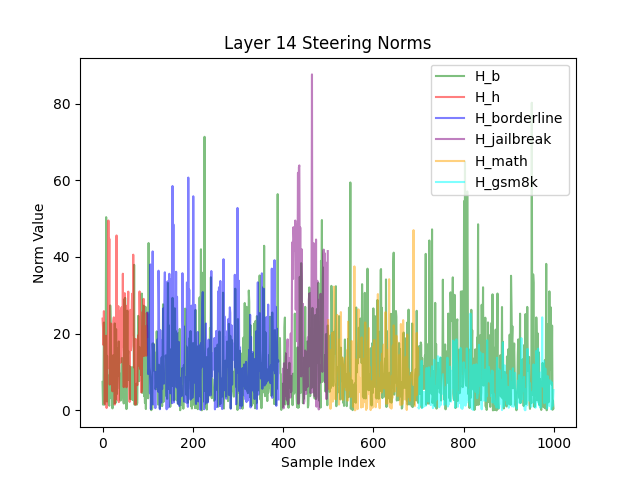 Layer 14 Steering Norms
Norm Value
80
60
40
20
0
H_b
H_h
H_borderline
H_jailbreak
H_math
H_gsm8k
0 200 400 600 800 1000
Sample Index